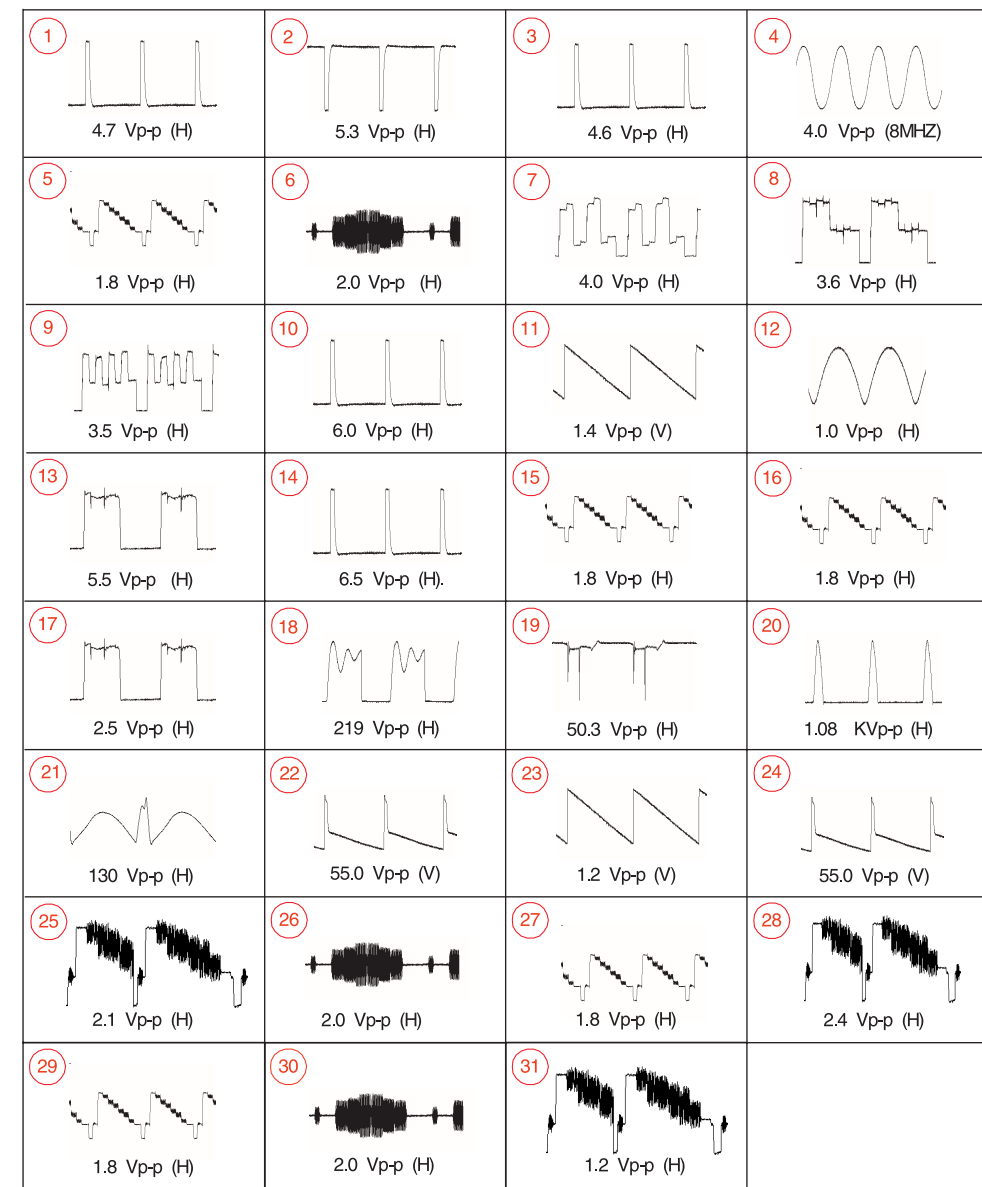 1
2
3
4
4.7 Vp-p (H)
5.3 Vp-p (H)
4.6 Vp-p (H)
4.0 Vp-p (8MHZ)
5
6
7
8
1.8 Vp-p (H)
2.0 Vp-p (H)
4.0 Vp-p (H)
3.6 Vp-p (H)
9
10
11
12
3.5 Vp-p (H)
6.0 Vp-p (H)
1.4 Vp-p (V)
1.0 Vp-p (H)
13
14
15
16
5.5 Vp-p (H)
6.5 Vp-p (H).
1.8 Vp-p (H)
1.8 Vp-p (H)
17
18
19
20
2.5 Vp-p (H)
219 Vp-p (H)
50.3 Vp-p (H)
1.08 KVp-p (H)
21
22
23
24
130 Vp-p (H)
55.0 Vp-p (V)
1.2 Vp-p (V)
55.0 Vp-p (V)
25
26
27
28
2.1 Vp-p (H)
2.0 Vp-p (H)
1.8 Vp-p (H)
2.4 Vp-p (H)
29
30
31
1.8 Vp-p (H)
2.0 Vp-p (H)
1.2 Vp-p (H)